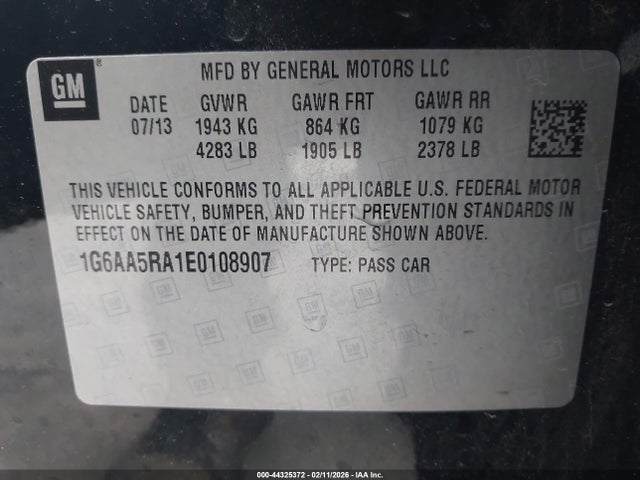 GM ®
MFD BY GENERAL MOTORS LLC
DATE GVWR GAWR FRT GAWR RR
07/13 1943 KG 864 KG 1079 KG
4283 LB 1905 LB 2378 LB
THIS VEHICLE CONFORMS TO ALL APPLICABLE U.S. FEDERAL MOTOR
VEHICLE SAFETY, BUMPER, AND THEFT PREVENTION STANDARDS IN
EFFECT ON THE DATE OF MANUFACTURE SHOWN ABOVE.
1G6AA5RA1E0108907 TYPE: PASS CAR
000-44325372 - 02/11/2026 - IAA Inc.